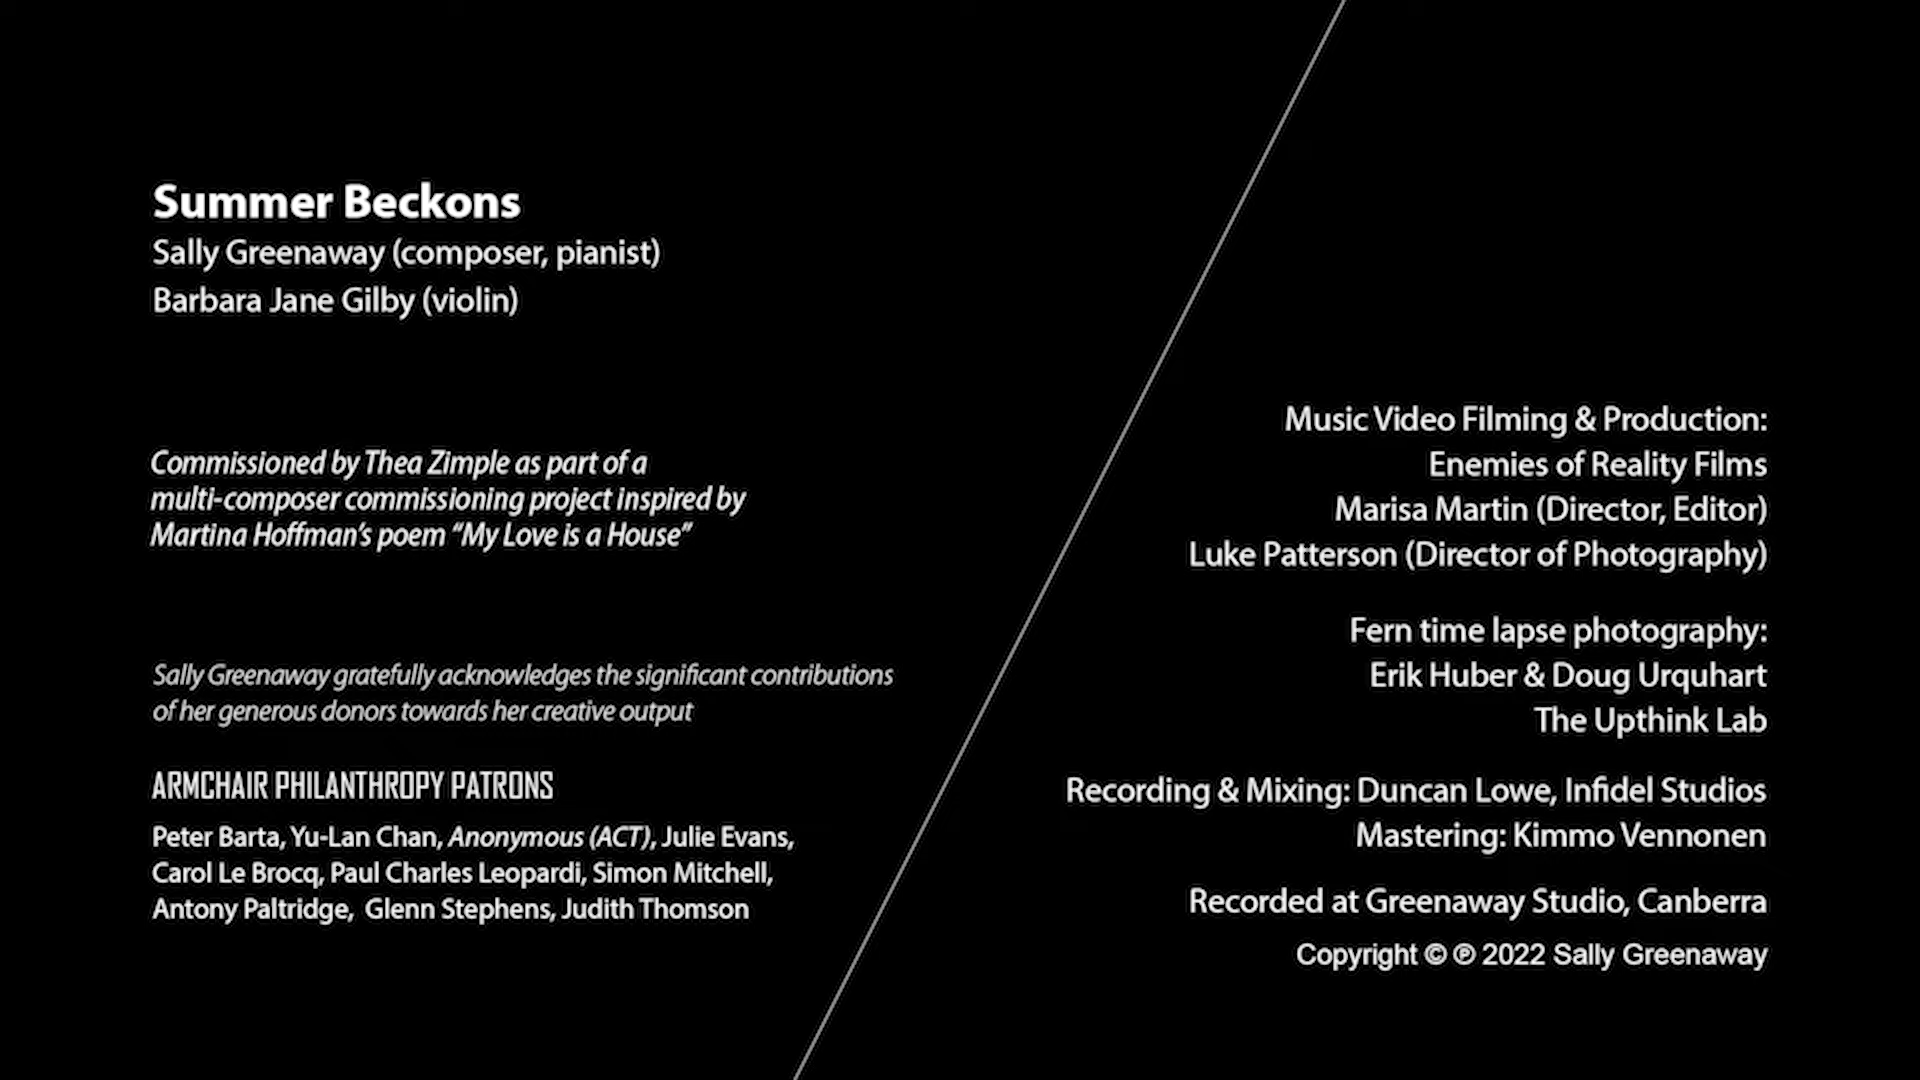 Summer Beckons
Sally Greenaway (composer, pianist)
Barbara Jane Gilby (violin)
Commissioned by Thea Zimple as part of a
multi-composer commissioning project inspired by
Martina Hoffman's poem “My Love is a House”
Sally Greenaway gratefully acknowledges the significant contributions
of her generous donors towards her creative output
ARMCHAIR PHILANTHROPY PATRONS
Peter Barta, Yu-Lan Chan, Anonymous (ACT), Julie Evans,
Carol Le Brocq, Paul Charles Leopardi, Simon Mitchell,
Antony Paltridge, Glenn Stephens, Judith Thomson
Music Video Filming & Production:
Enemies of Reality Films
Marisa Martin (Director, Editor)
Luke Patterson (Director of Photography)
Fern time lapse photography:
Erik Huber & Doug Urquhart
The Upthink Lab
Recording & Mixing: Duncan Lowe, Infidel Studios
Mastering: Kimmo Vennonen
Recorded at Greenaway Studio, Canberra
Copyright © ℗ 2022 Sally Greenaway